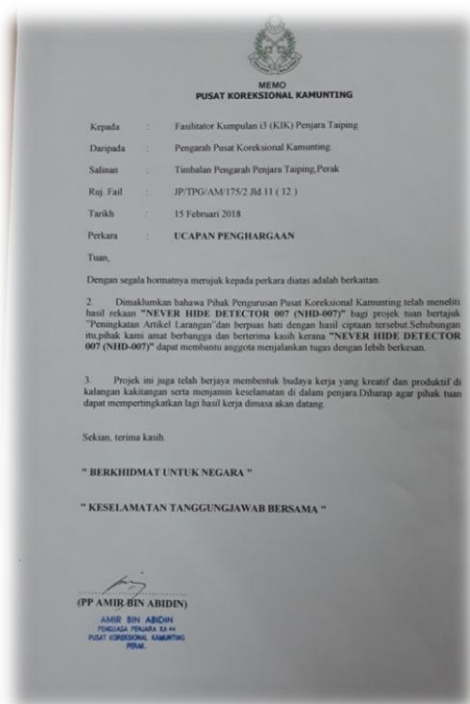 MEMO
PUSAT KOREKSIONAL KAMUNTING
Kepada : Fasilitator Kumpulan i3 (KIK) Penjara Taiping
Daripada : Pengarah Pusat Koreksional Kamunting.
Salinan : Timbalan Pengarah Penjara Taiping,Perak
Ruj. Fail : JP/TPG/AM/175/2 Jld.11 ( 12 )
Tarikh : 15 Februari 2018
Perkara : UCAPAN PENGHARGAAN
Tuan,
Dengan segala hormatnya merujuk kepada perkara diatas adalah berkaitan.
2. Dimaklumkan bahawa Pihak Pengurusan Pusat Koreksional Kamunting telah meneliti
hasil rekaan "NEVER HIDE DETECTOR 007 (NHD-007)" bagi projek tuan bertajuk
"Peningkatan Artikel Larangan"dan berpuas hati dengan hasil ciptaan tersebut.Sehubungan
itu,pihak kami amat berbangga dan berterima kasih kerana "NEVER HIDE DETECTOR
007 (NHD-007)" dapat membantu anggota menjalankan tugas dengan lebih berkesan.
3. Projek ini juga telah berjaya membentuk budaya kerja yang kreatif dan produktif di
kalangan kakitangan serta menjamin keselamatan di dalam penjara.Diharap agar pihak tuan
dapat mempertingkatkan lagi hasil kerja dimasa akan datang.
Sekian, terima kasih.
" BERKHIDMAT UNTUK NEGARA "
" KESELAMATAN TANGGUNGJAWAB BERSAMA "
(PP AMIR BIN ABIDIN)
AMIR BIN ABIDIN
PENGUASA PENJARA KA 44
PUSAT KOREKSIONAL KAMUNTING
PERAK.